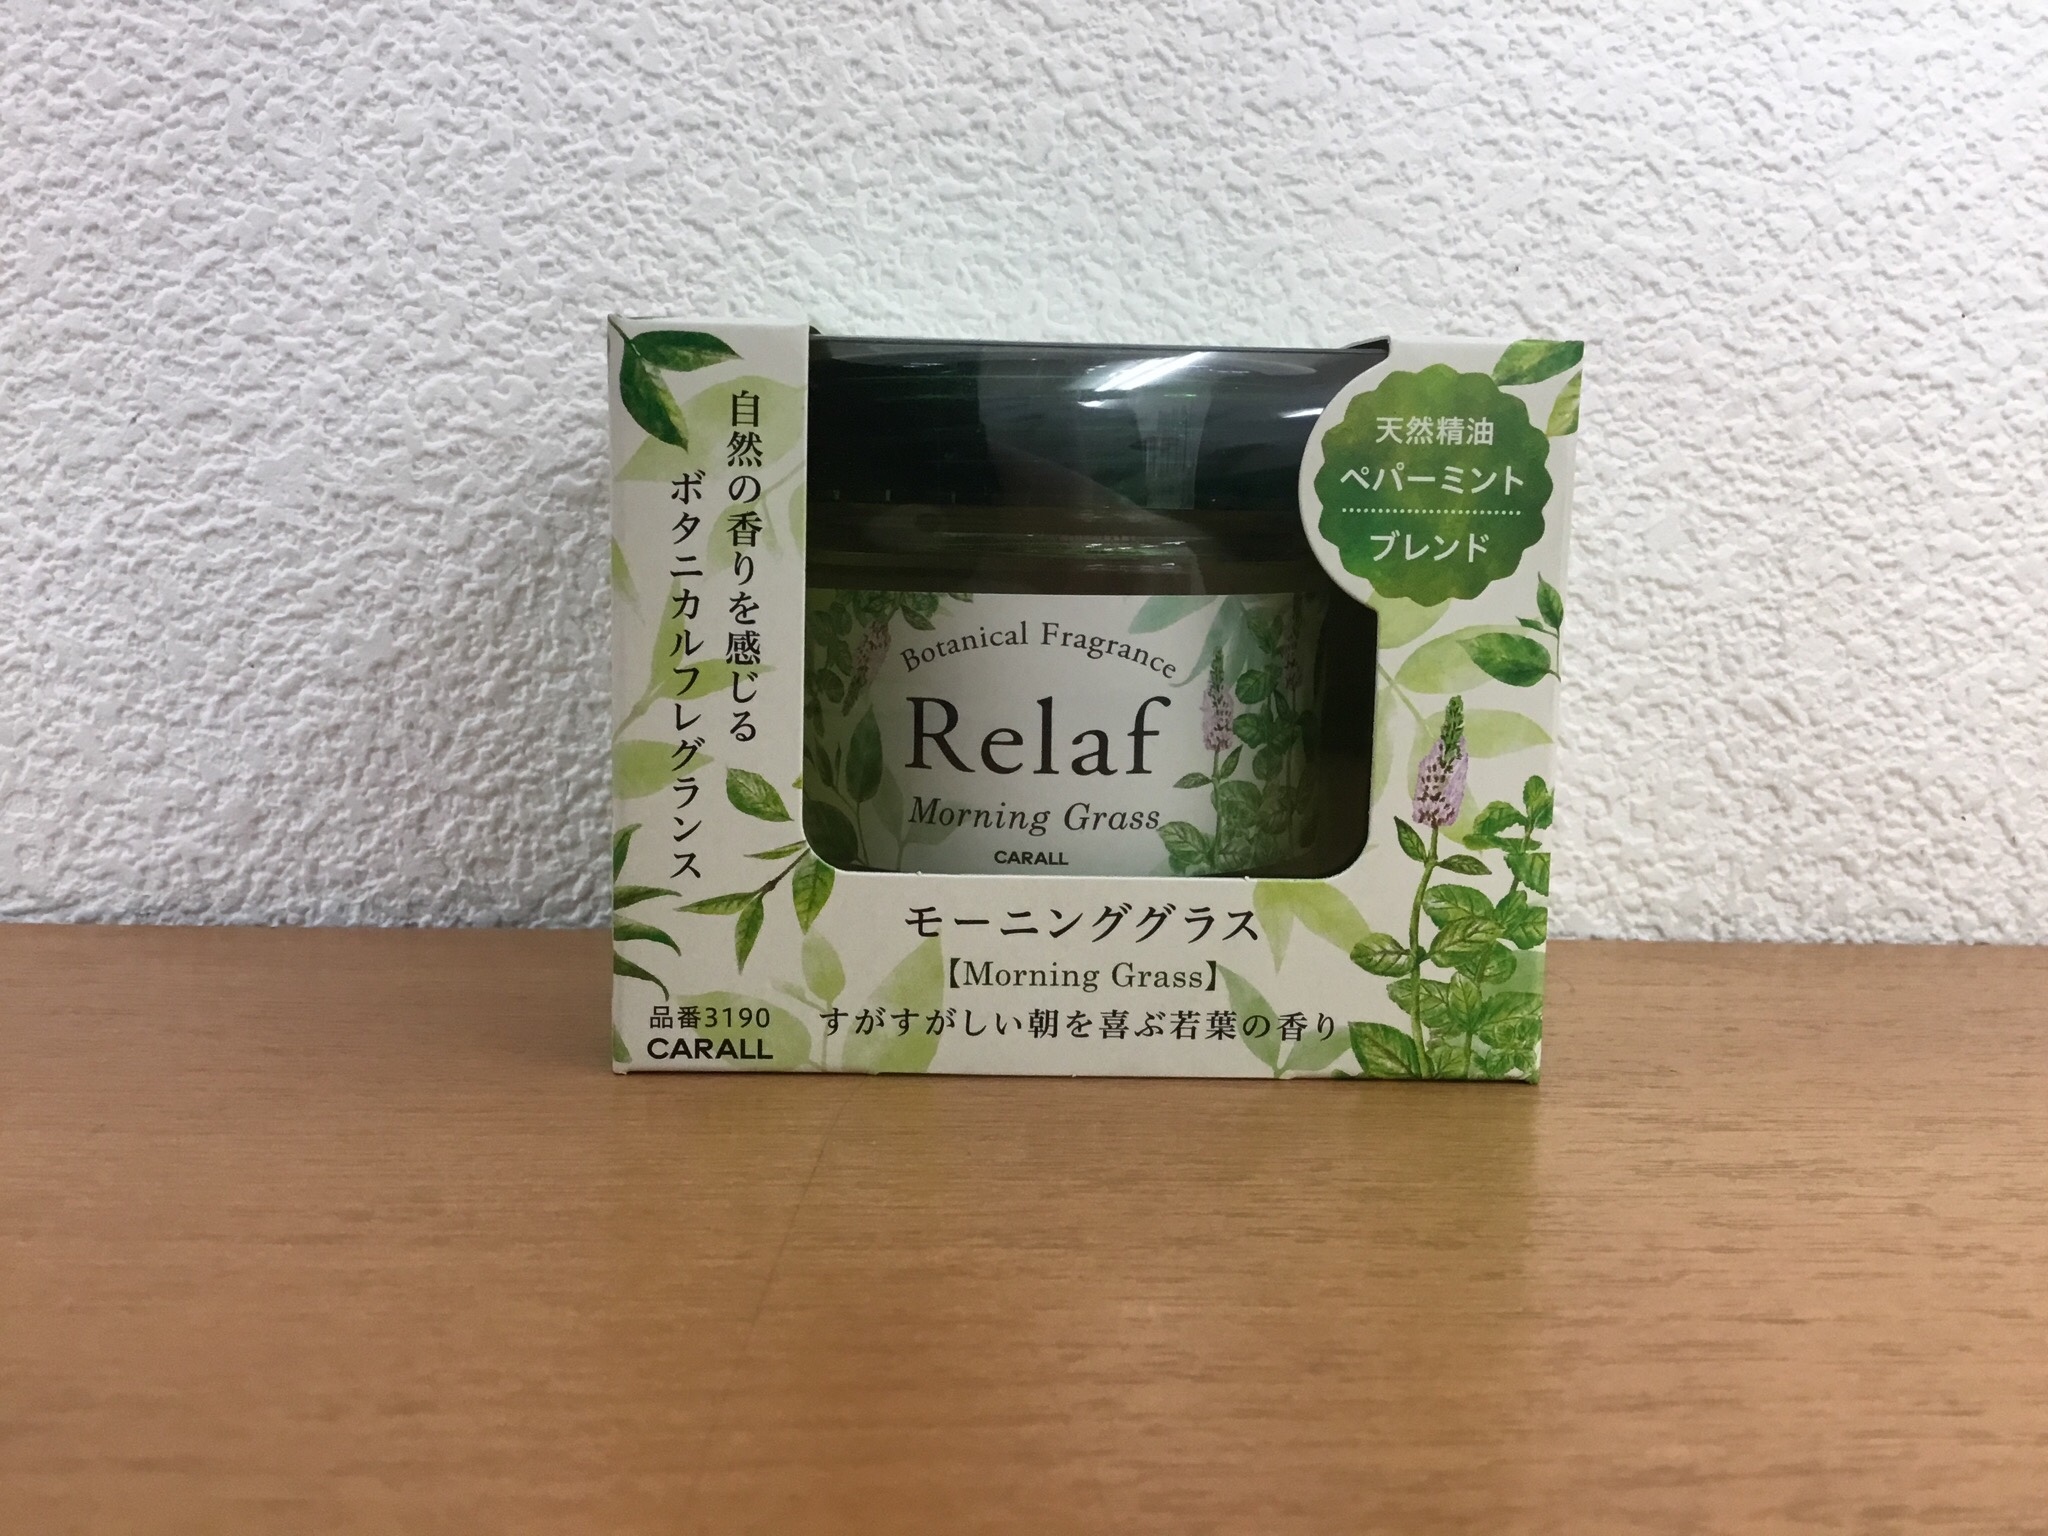 自然の香りを感じる
ボタニカルフレグランス
天然精油
ペパーミント
ブレンド
Botanical Fragrance
Relaf
Morning Grass
CARALL
モーニンググラス
【Morning Grass】
すがすがしい朝を喜ぶ若葉の香り
品番3190
CARALL